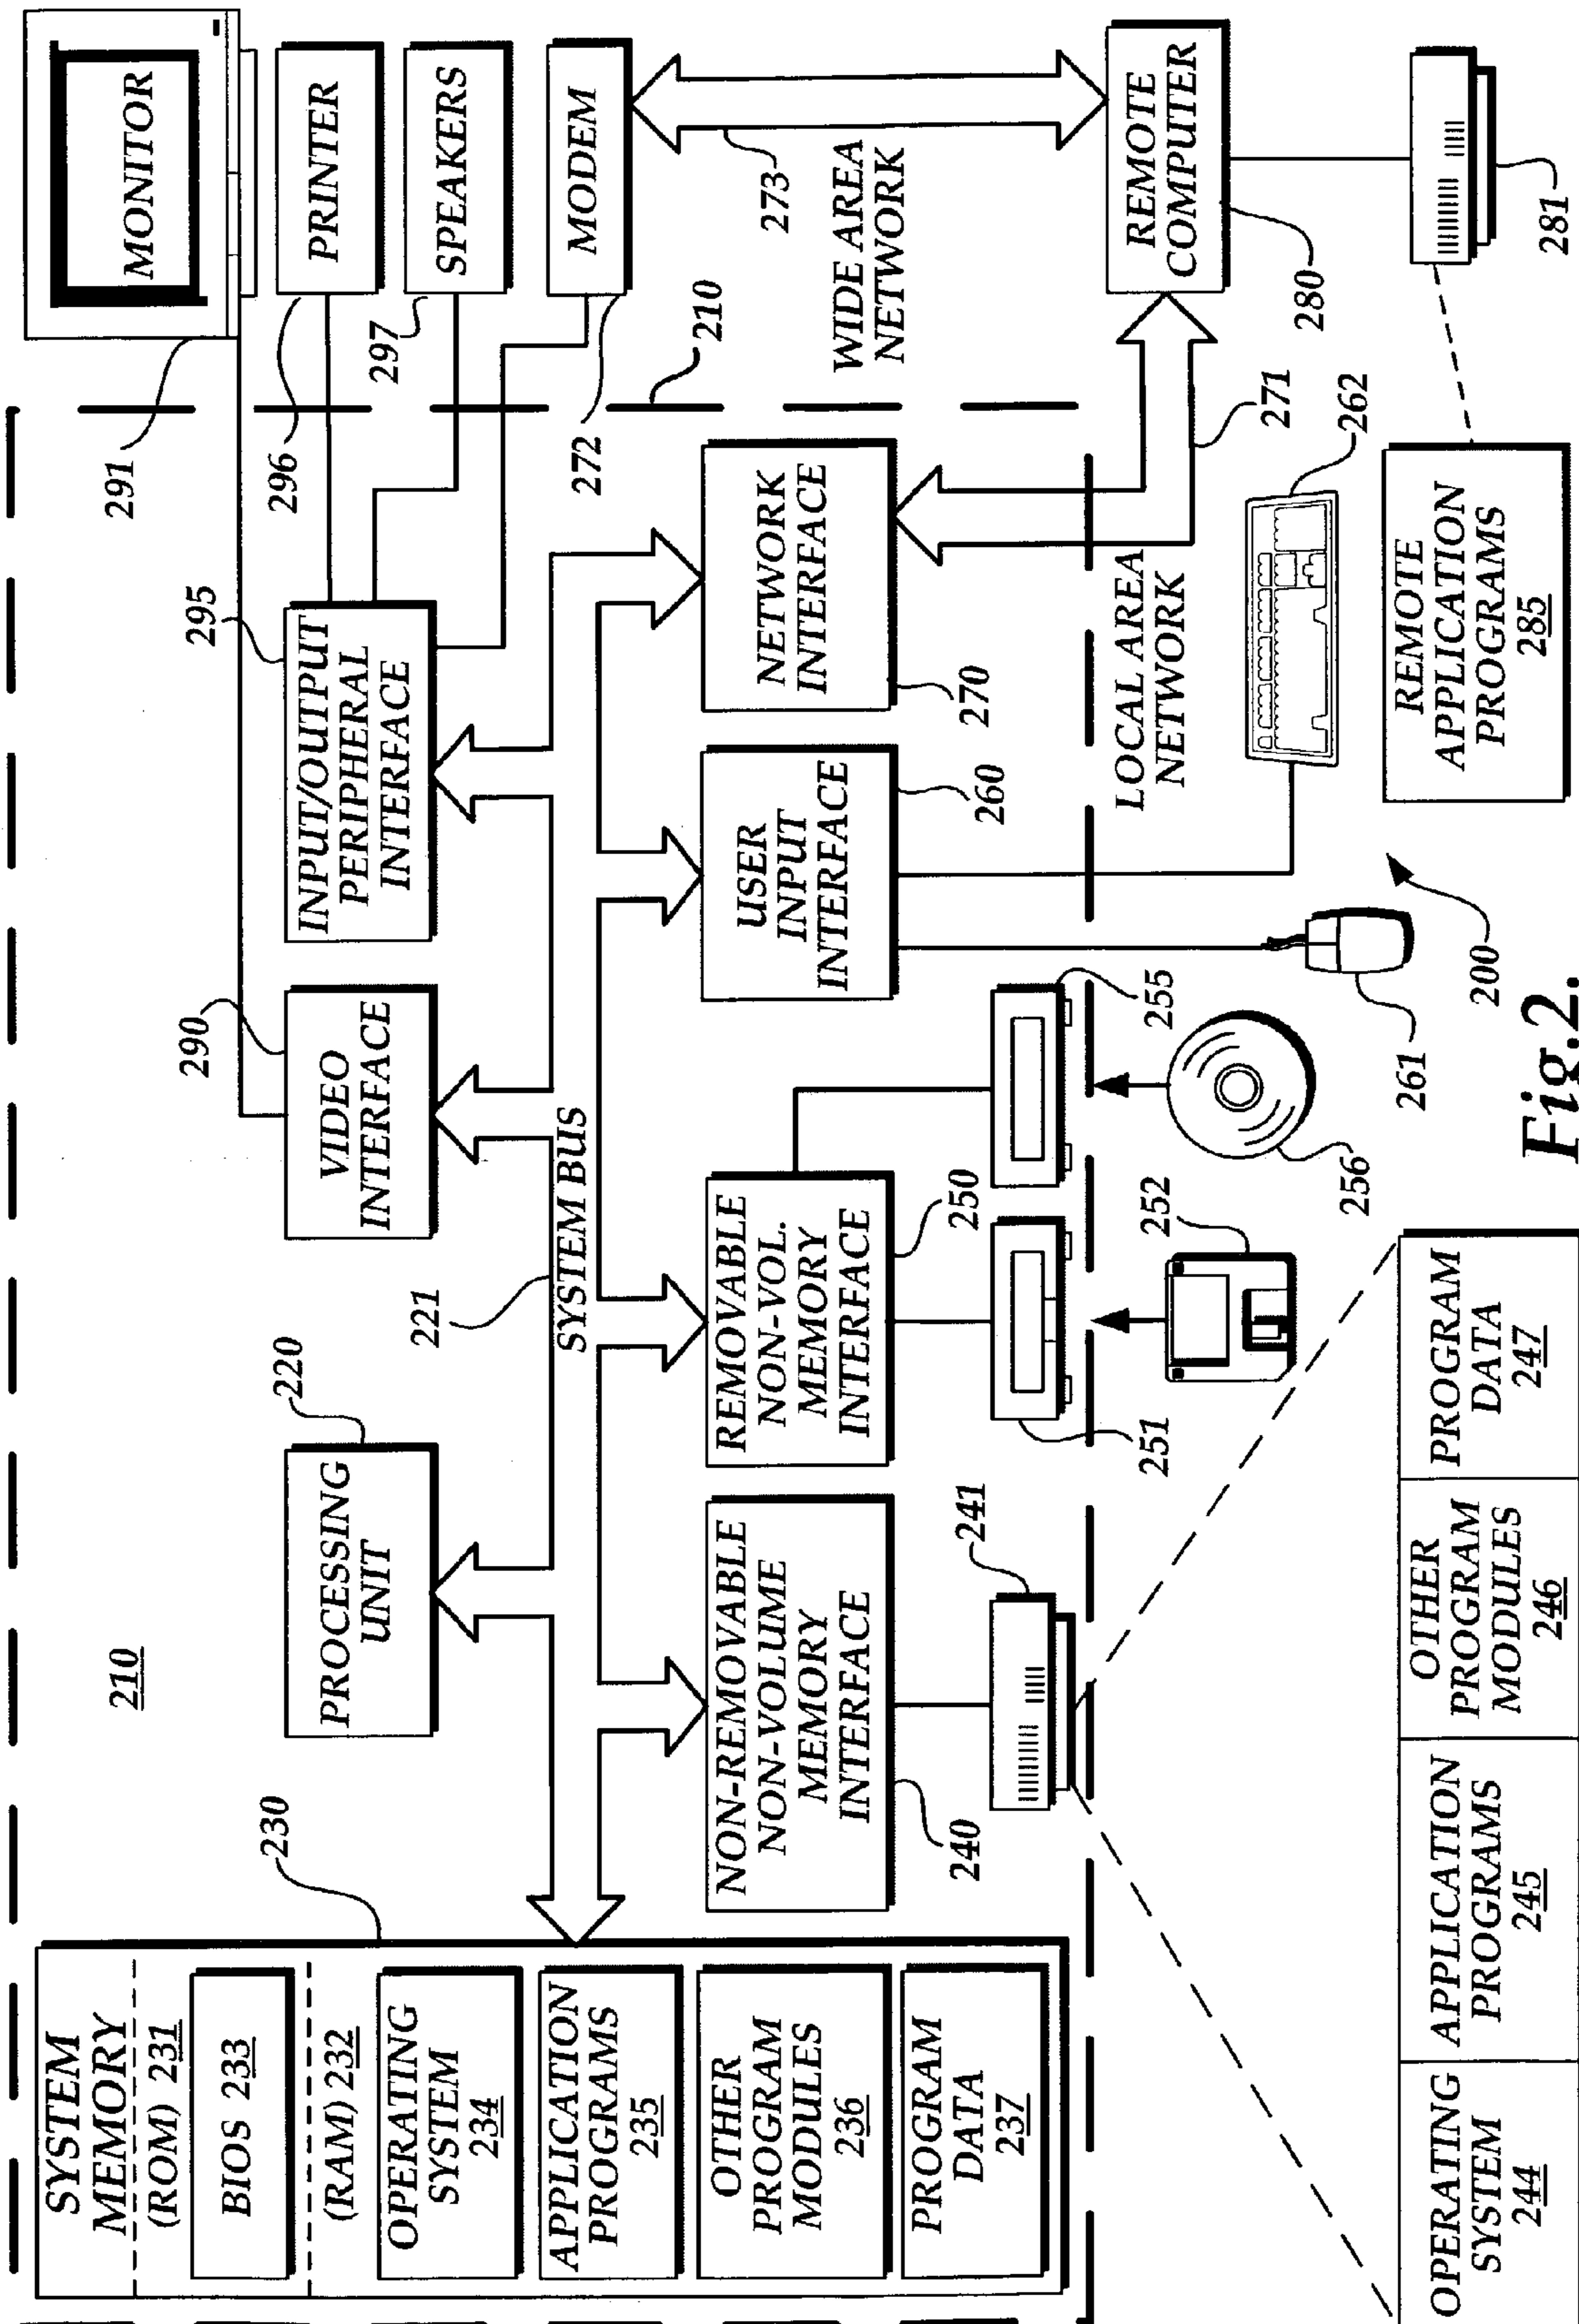 210
SYSTEM
MEMORY
(ROM) 231
BIOS 233
(RAM) 232
OPERATING
SYSTEM
234
APPLICATION
PROGRAMS
235
OTHER
PROGRAM
MODULES
236
PROGRAM
DATA
237
230
PROCESSING
UNIT
220
221
SYSTEM BUS
290
VIDEO
INTERFACE
295
INPUT/OUTPUT
PERIPHERAL
INTERFACE
291
MONITOR
296
PRINTER
297
SPEAKERS
272
MODEM
210
273
WIDE AREA
NETWORK
NON-REMOVABLE
NON-VOLUME
MEMORY
INTERFACE
240
241
REMOVABLE
NON-VOL.
MEMORY
INTERFACE
250
251
255
252
256
USER
INPUT
INTERFACE
260
261
262
NETWORK
INTERFACE
270
LOCAL AREA
NETWORK
271
REMOTE
COMPUTER
280
281
REMOTE
APPLICATION
PROGRAMS
285
200
OPERATING
SYSTEM
244
APPLICATION
PROGRAMS
245
OTHER
PROGRAM
MODULES
246
PROGRAM
DATA
247
Fig.2.